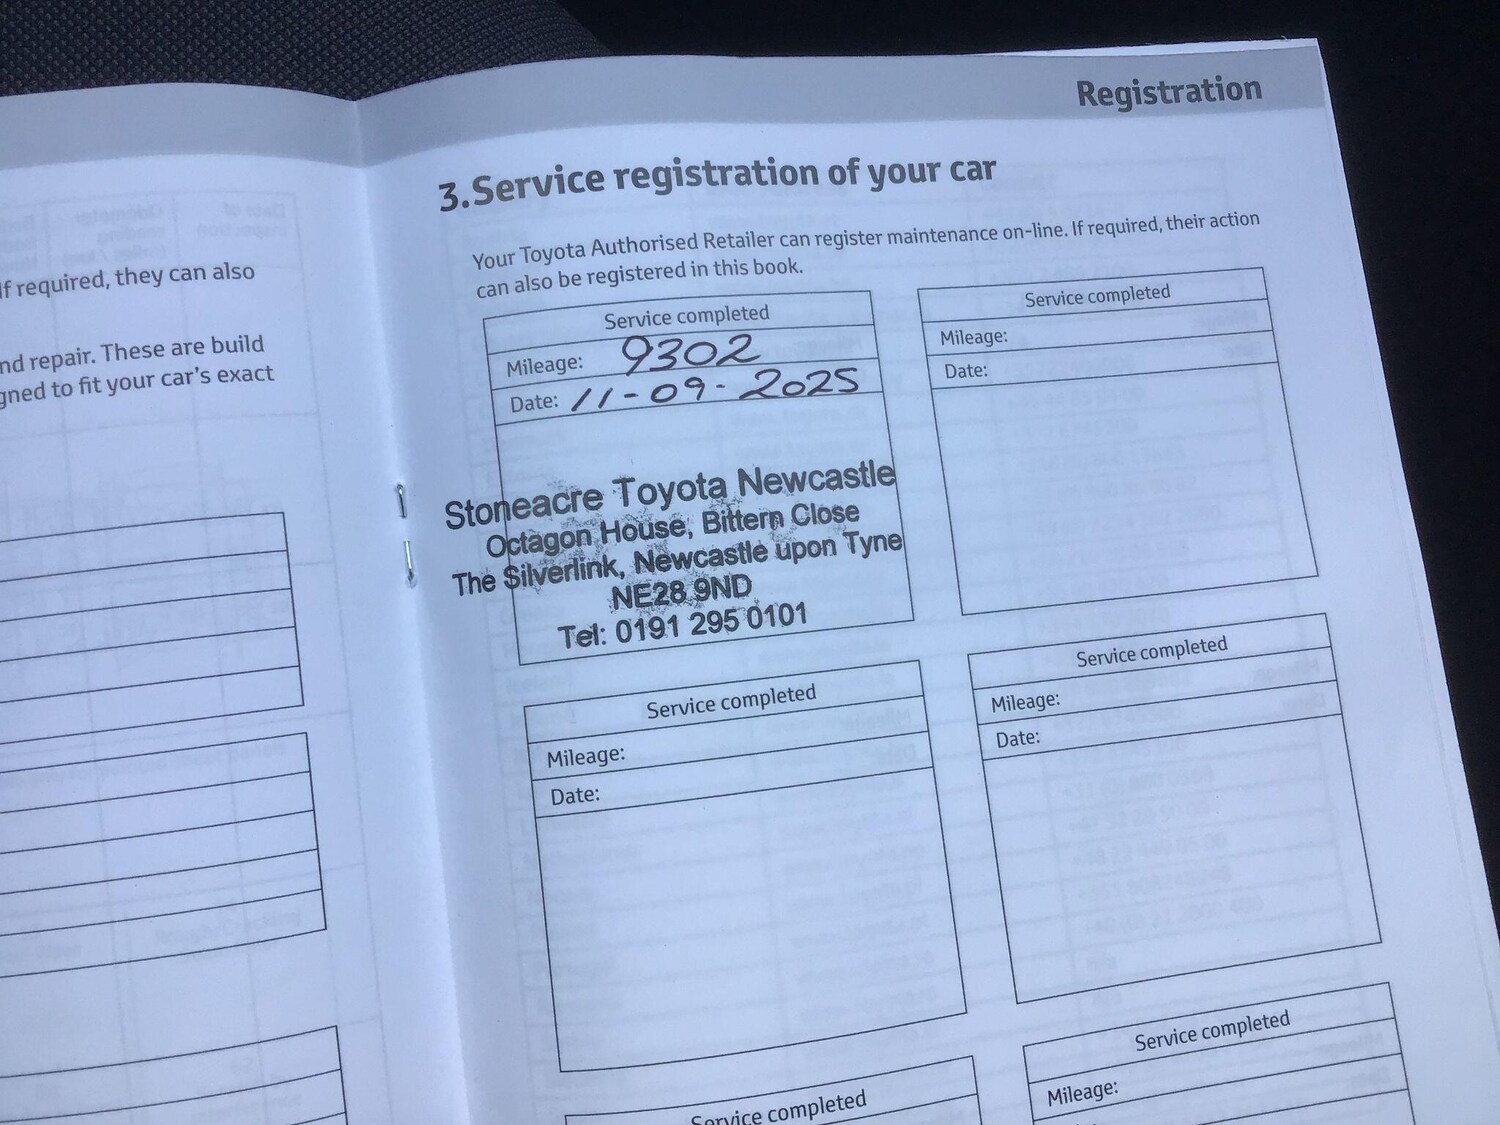 Registration
3. Service registration of your car
Your Toyota Authorised Retailer can register maintenance on-line. If required, their action
can also be registered in this book.
If required, they can also
nd repair. These are build
gned to fit your car's exact
Service completed
Mileage: 9302
Date: 11-09-2025
Stoneacre Toyota Newcastle
Octagon House, Bittern Close
The Silverlink, Newcastle upon Tyne
NE28 9ND
Tel: 0191 295 0101
Service completed
Mileage:
Date:
Service completed
Mileage:
Date:
Service completed
Mileage:
Date:
Service completed
Service completed
Mileage: